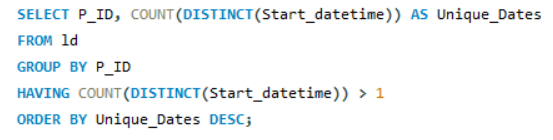 SELECT P_ID, COUNT(DISTINCT(Start_datetime)) AS Unique_Dates
FROM ld
GROUP BY P_ID
HAVING COUNT(DISTINCT(Start_datetime)) > 1
ORDER BY Unique_Dates DESC;